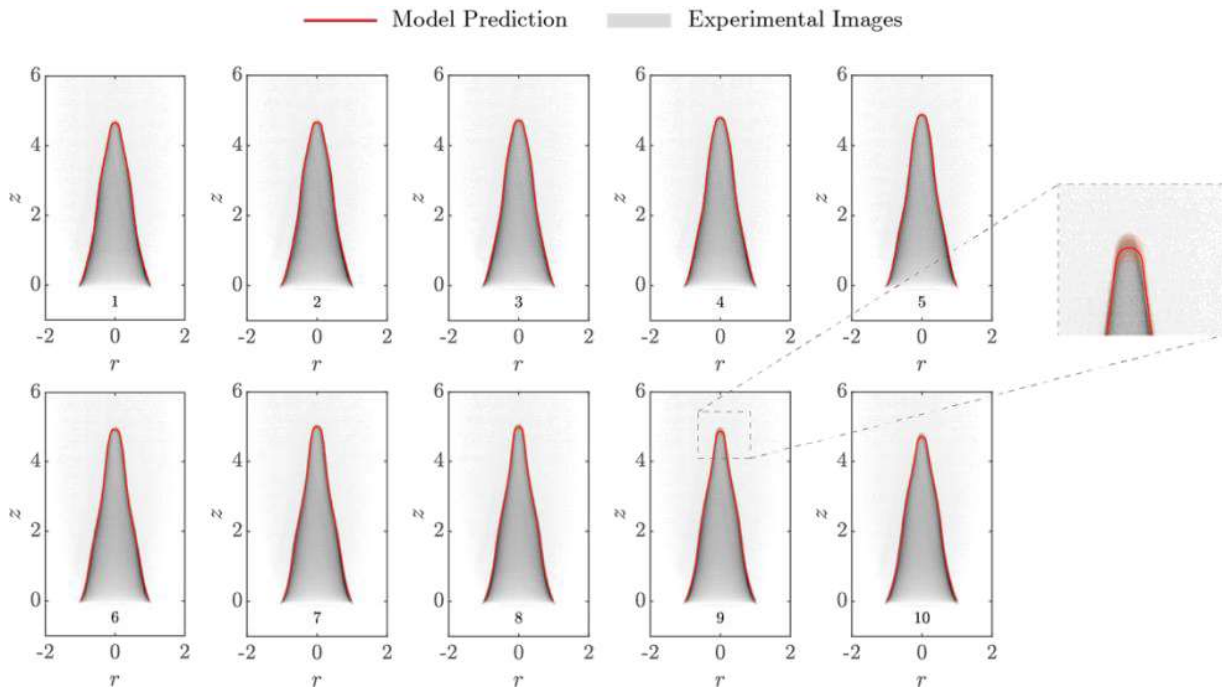 Model Prediction Experimental Images
6 6 6 6 6
4 4 4 4 4
z z z z z
2 2 2 2 2
0 0 0 0 0
1 2 3 4 5
-2 0 2 -2 0 2 -2 0 2 -2 0 2 -2 0 2
r r r r r
6 6 6 6 6
4 4 4 4 4
z z z z z
2 2 2 2 2
0 0 0 0 0
6 7 8 9 10
-2 0 2 -2 0 2 -2 0 2 -2 0 2 -2 0 2
r r r r r